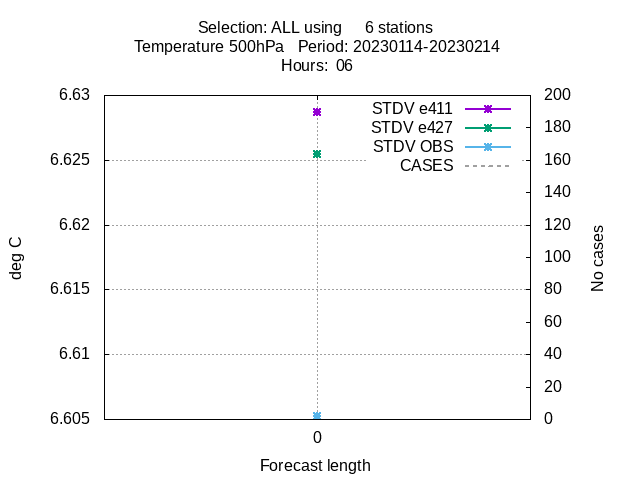 Selection: ALL using 6 stations
Temperature 500hPa Period: 20230114-20230214
Hours: 06
6.63
6.625
6.62
6.615
6.61
6.605
deg C
STDV e411
STDV e427
STDV OBS
CASES
200
180
160
140
120
100
80
60
40
20
0
No cases
0
Forecast length